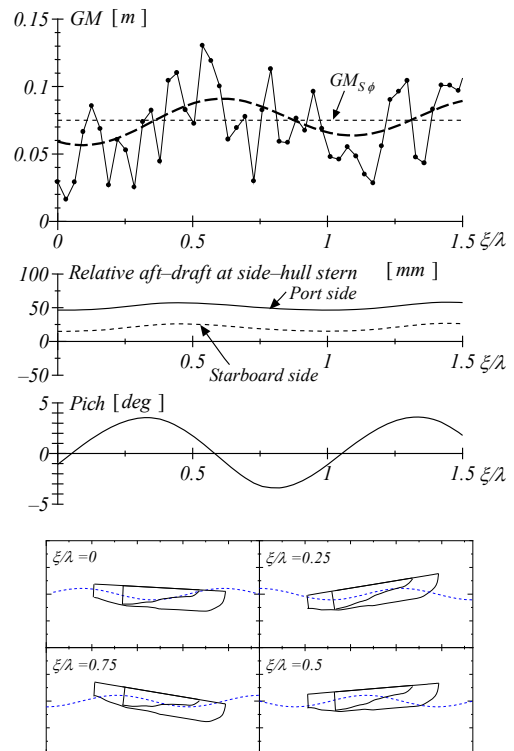 GM [m]
0.15
0.1
GM_Sϕ
0.05
0
0 0.5 1 1.5 ξ/λ
100 Relative aft–draft at side–hull stern [mm]
Port side
50
0
0.5 1 1.5 ξ/λ
Starboard side
–50
Pich [deg]
5
0
0.5 1 1.5 ξ/λ
–5
ξ/λ=0 ξ/λ=0.25
ξ/λ=0.75 ξ/λ=0.5